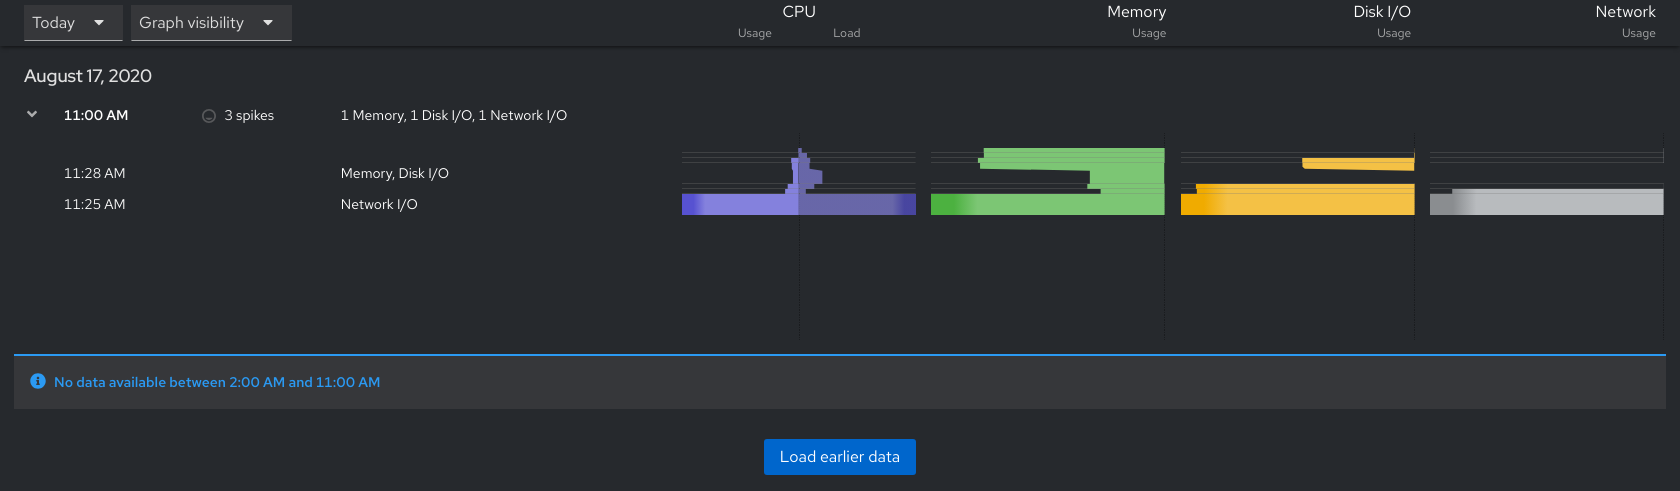 Today
Graph visibility
CPU
Memory
Disk I/O
Network
Usage
Load
Usage
Usage
Usage
August 17, 2020
11:00 AM
3 spikes
1 Memory, 1 Disk I/O, 1 Network I/O
11:28 AM
Memory, Disk I/O
11:25 AM
Network I/O
No data available between 2:00 AM and 11:00 AM
Load earlier data